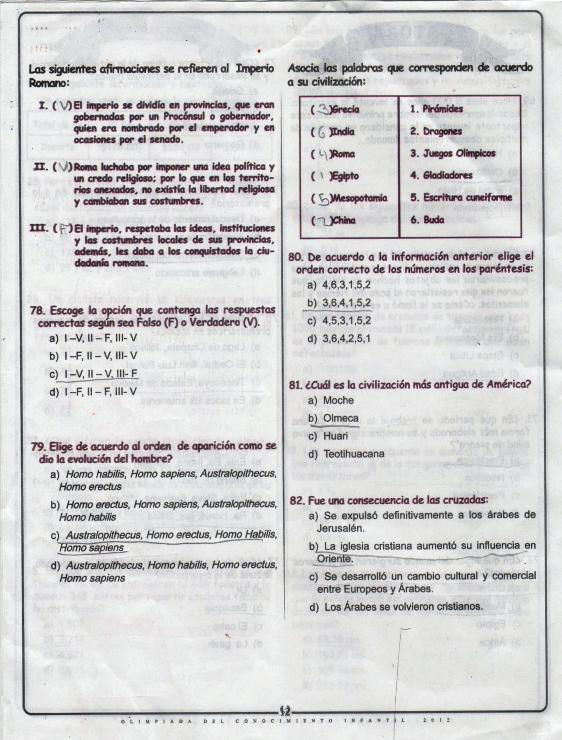 Las siguientes afirmaciones se refieren al Imperio
Romano:
I. ( V ) El imperio se dividía en provincias, que eran
gobernadas por un Procónsul o gobernador,
quien era nombrado por el emperador y en
ocasiones por el senado.
II. ( V ) Roma luchaba por imponer una idea política y
un credo religioso; por lo que en los territo-
rios anexados, no existía la libertad religiosa
y cambiaban sus costumbres.
III. ( F ) El imperio, respetaba las ideas, instituciones
y las costumbres locales de sus provincias,
además, les daba a los conquistados la ciu-
dadanía romana.
78. Escoge la opción que contenga las respuestas
correctas según sea Falso (F) o Verdadero (V).
a) I –V, II – F, III- V
b) I –F, II – V, III- V
c) I –V, II – V, III- F
d) I –F, II – F, III- V
79. Elige de acuerdo al orden de aparición como se
dio la evolución del hombre?
a) Homo habilis, Homo sapiens, Australopithecus,
Homo erectus
b) Homo erectus, Homo sapiens, Australopithecus,
Homo habilis
c) Australopithecus, Homo erectus, Homo Habilis,
Homo sapiens
d) Australopithecus, Homo habilis, Homo erectus,
Homo sapiens
Asocia las palabras que corresponden de acuerdo
a su civilización:
( 3 )Grecia 1. Pirámides
( 6 )India 2. Dragones
( 4 )Roma 3. Juegos Olímpicos
( 1 )Egipto 4. Gladiadores
( 5 )Mesopotamia 5. Escritura cuneiforme
( 2 )China 6. Buda
80. De acuerdo a la información anterior elige el
orden correcto de los números en los paréntesis:
a) 4,6,3,1,5,2
b) 3,6,4,1,5,2
c) 4,5,3,1,5,2
d) 3,6,4,2,5,1
81. ¿Cuál es la civilización más antigua de América?
a) Moche
b) Olmeca
c) Huari
d) Teotihuacana
82. Fue una consecuencia de las cruzadas:
a) Se expulsó definitivamente a los árabes de
Jerusalén.
b) La iglesia cristiana aumentó su influencia en
Oriente.
c) Se desarrolló un cambio cultural y comercial
entre Europeos y Árabes.
d) Los Árabes se volvieron cristianos.
12
OLIMPIADA DEL CONOCIMIENTO INFANTIL 2012